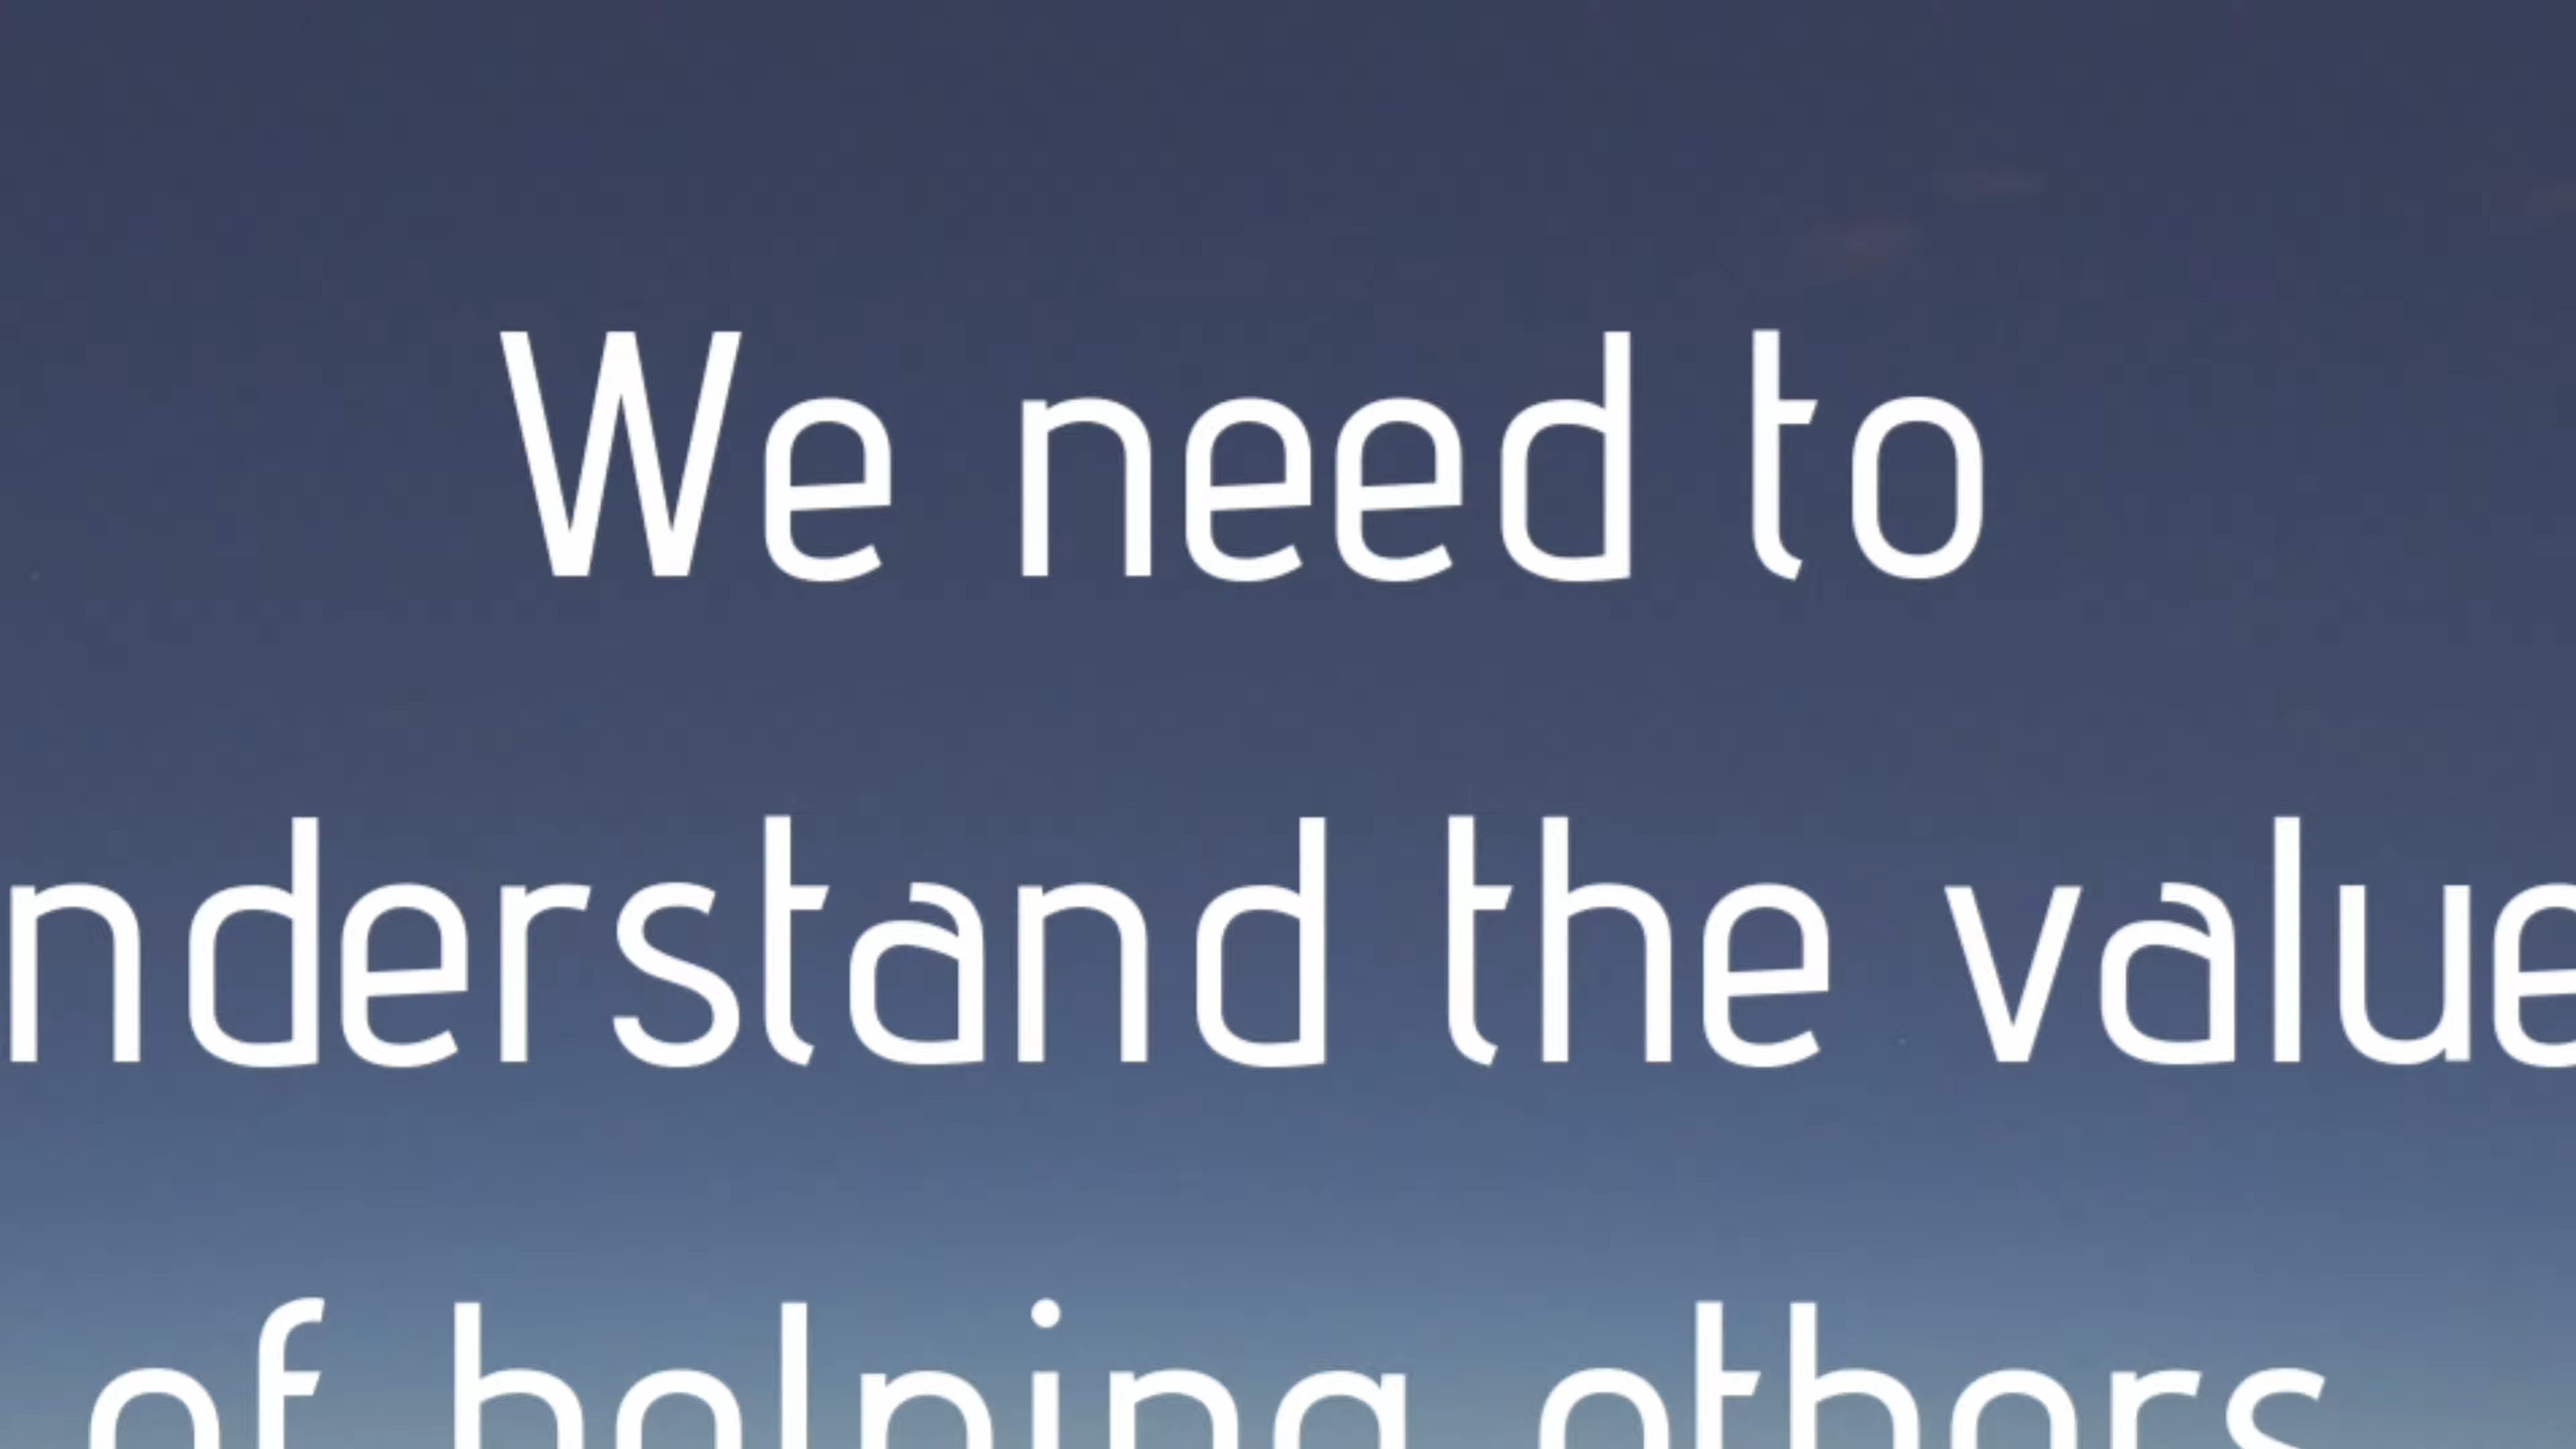 We need to
nderstand the value
of helping others